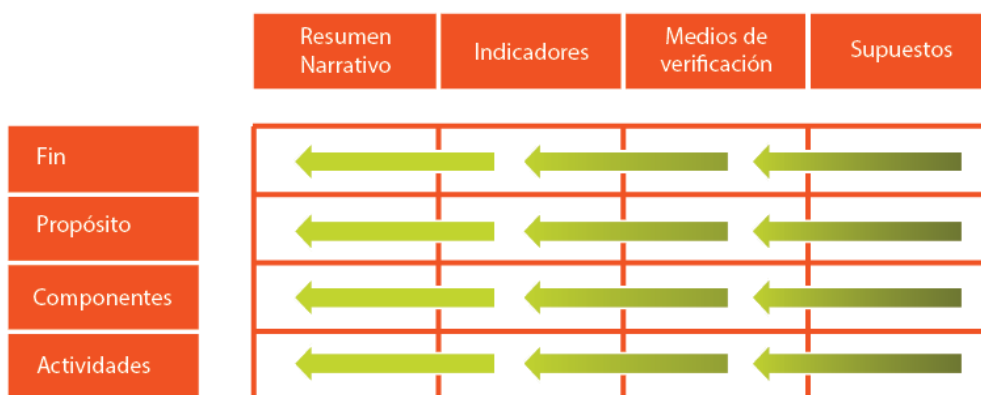 Resumen
Narrativo
Indicadores
Medios de
verificación
Supuestos
Fin
Propósito
Componentes
Actividades